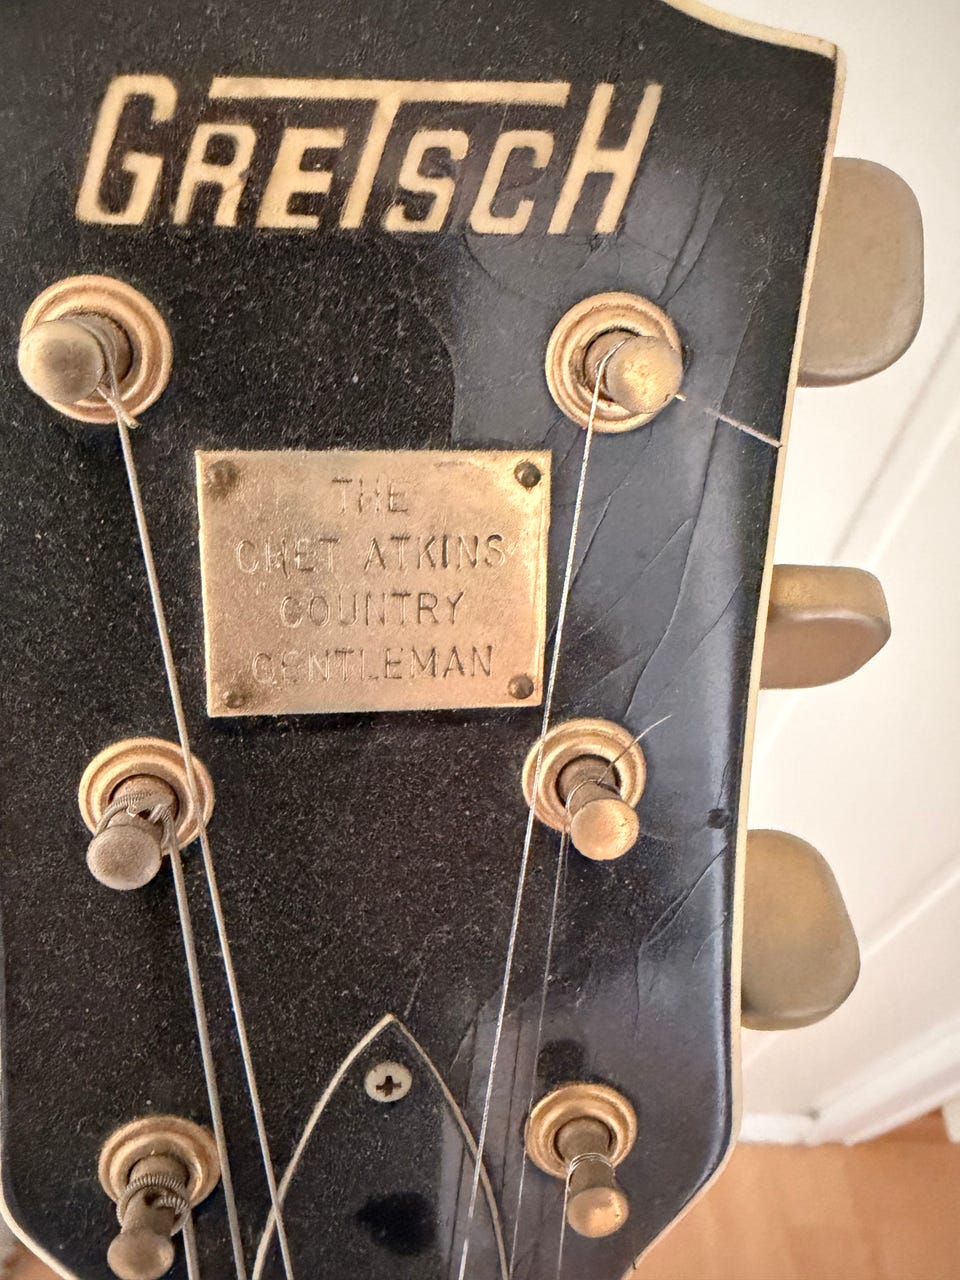 GRETSCH
THE
CHET ATKINS
COUNTRY
GENTLEMAN